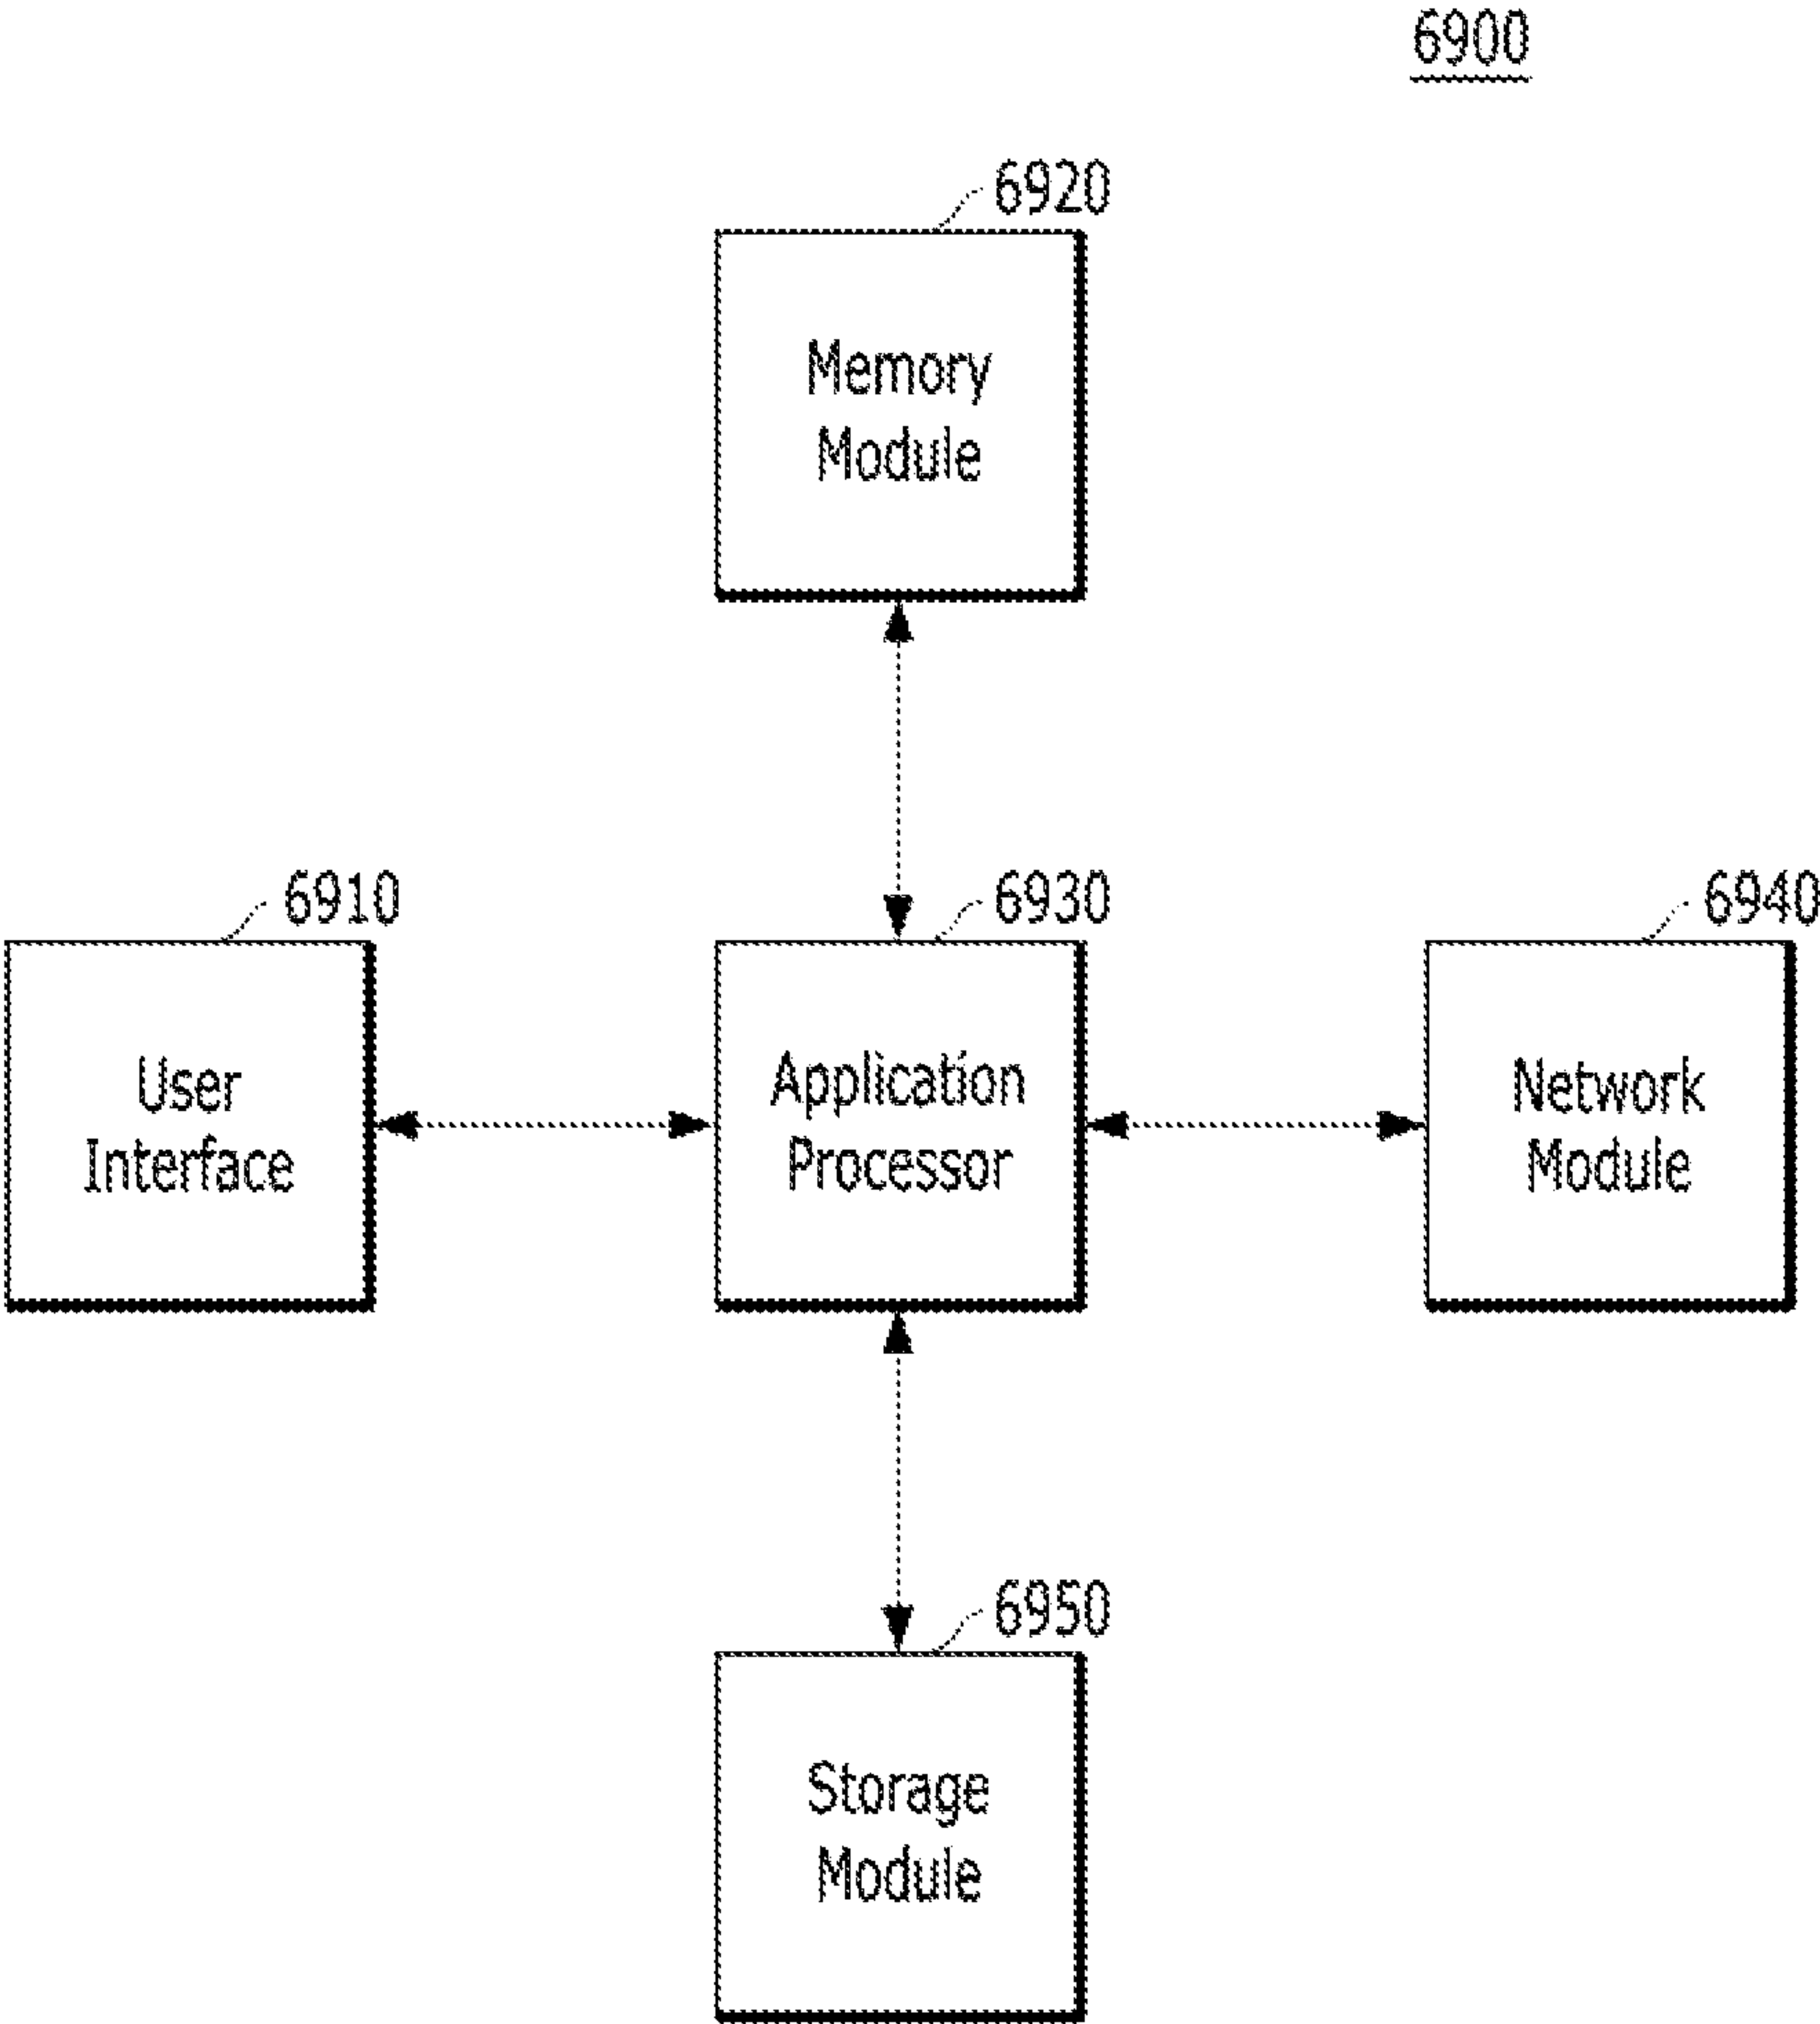 6900
6920
Memory
Module
6910
6930
6940
User
Interface
Application
Processor
Network
Module
6950
Storage
Module